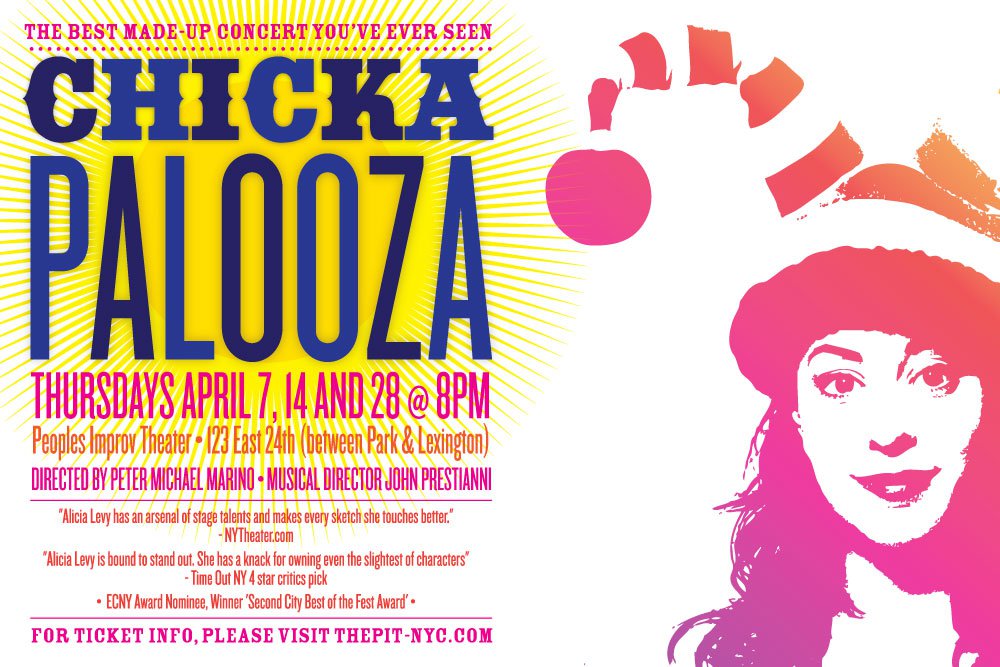 THE BEST MADE-UP CONCERT YOU'VE EVER SEEN
CHICKA
PALOOZA
THURSDAYS APRIL 7, 14 AND 28 @ 8PM
Peoples Improv Theater • 123 East 24th (between Park & Lexington)
DIRECTED BY PETER MICHAEL MARINO • MUSICAL DIRECTOR JOHN PRESTIANNI
"Alicia Levy has an arsenal of stage talents and makes every sketch she touches better."
- NYTheater.com
"Alicia Levy is bound to stand out. She has a knack for owning even the slightest of characters"
- Time Out NY 4 star critics pick
• ECNY Award Nominee, Winner 'Second City Best of the Fest Award' •
FOR TICKET INFO, PLEASE VISIT THEPIT-NYC.COM